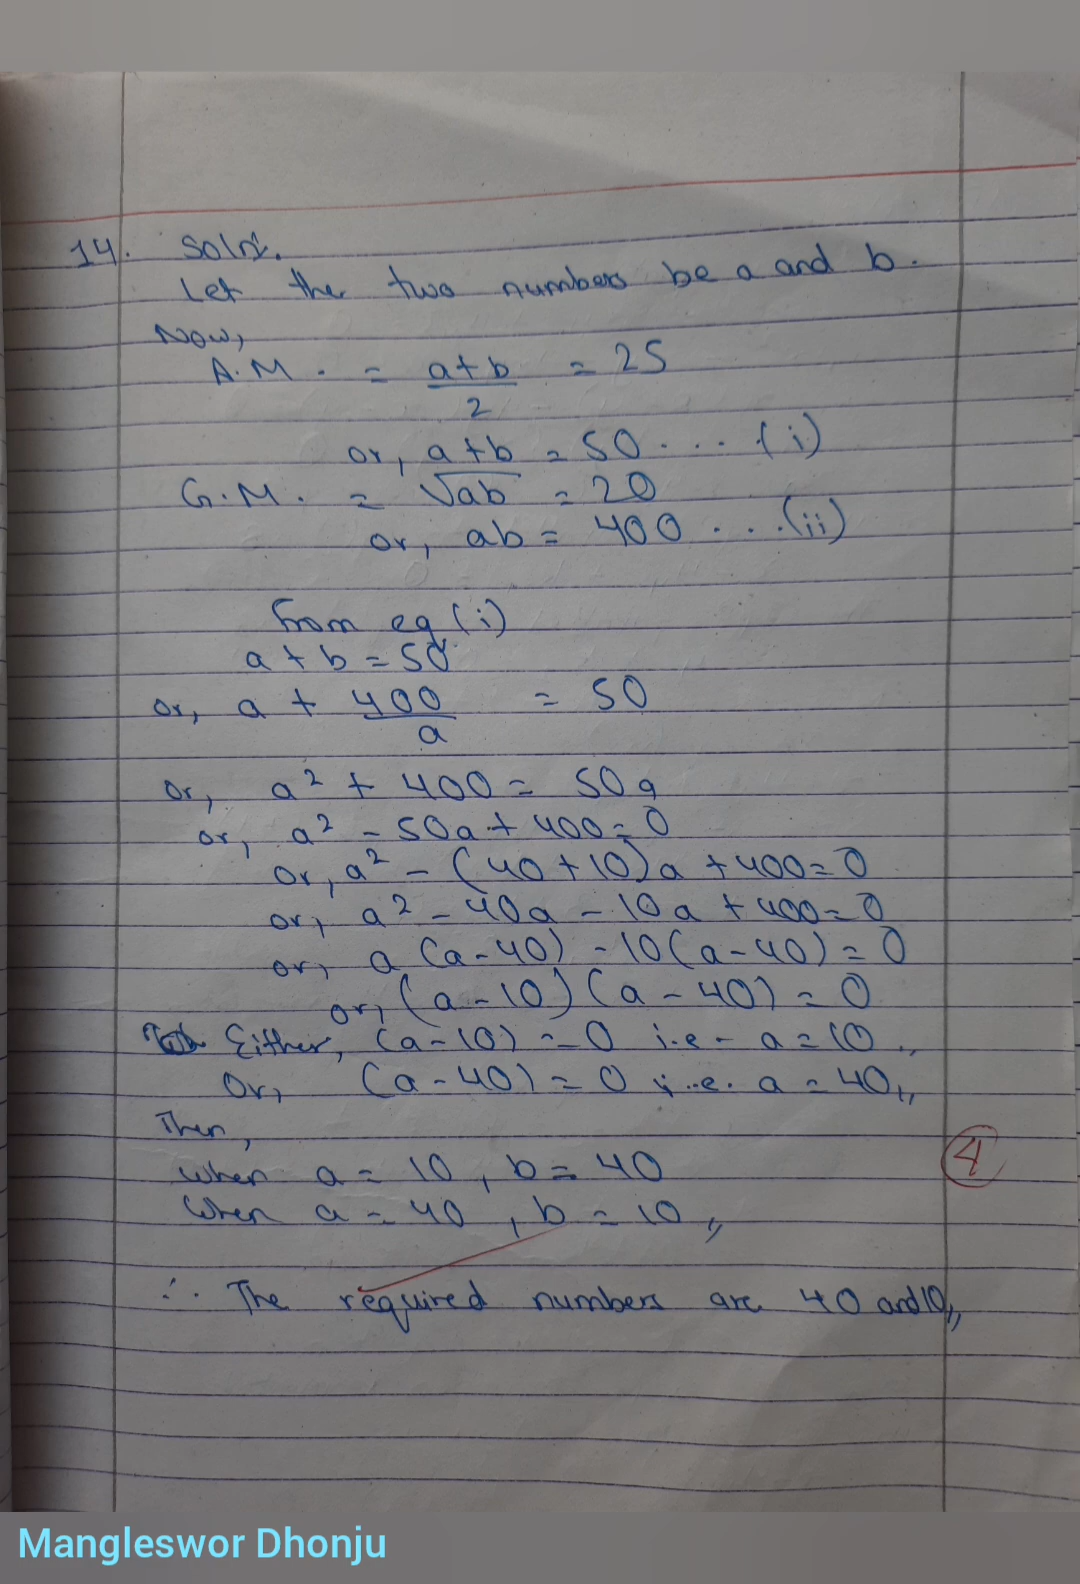 14. Soln:.
Let the two numbers be a and b.
Now,
A.M. = a+b/2 = 25
or, a+b = 50 .... (i)
G.M. = √ab = 20
or, ab = 400 ....(ii)
from eq (i)
a + b = 50
or, a + 400/a = 50
or, a² + 400 = 50a
or, a² - 50a + 400 = 0
or, a² - (40+10)a + 400 = 0
or, a² - 40a - 10a + 400 = 0
or, a (a-40) - 10(a-40) = 0
or, (a-10) (a-40) = 0
Either, (a-10) = 0 i.e. a = 10,,
Or, (a-40) = 0 i.e. a = 40,,
Then,
when a = 10, b = 40
When a = 40, b = 10,,
4
∴ The required numbers are 40 and 10,,
Mangleswor Dhonju